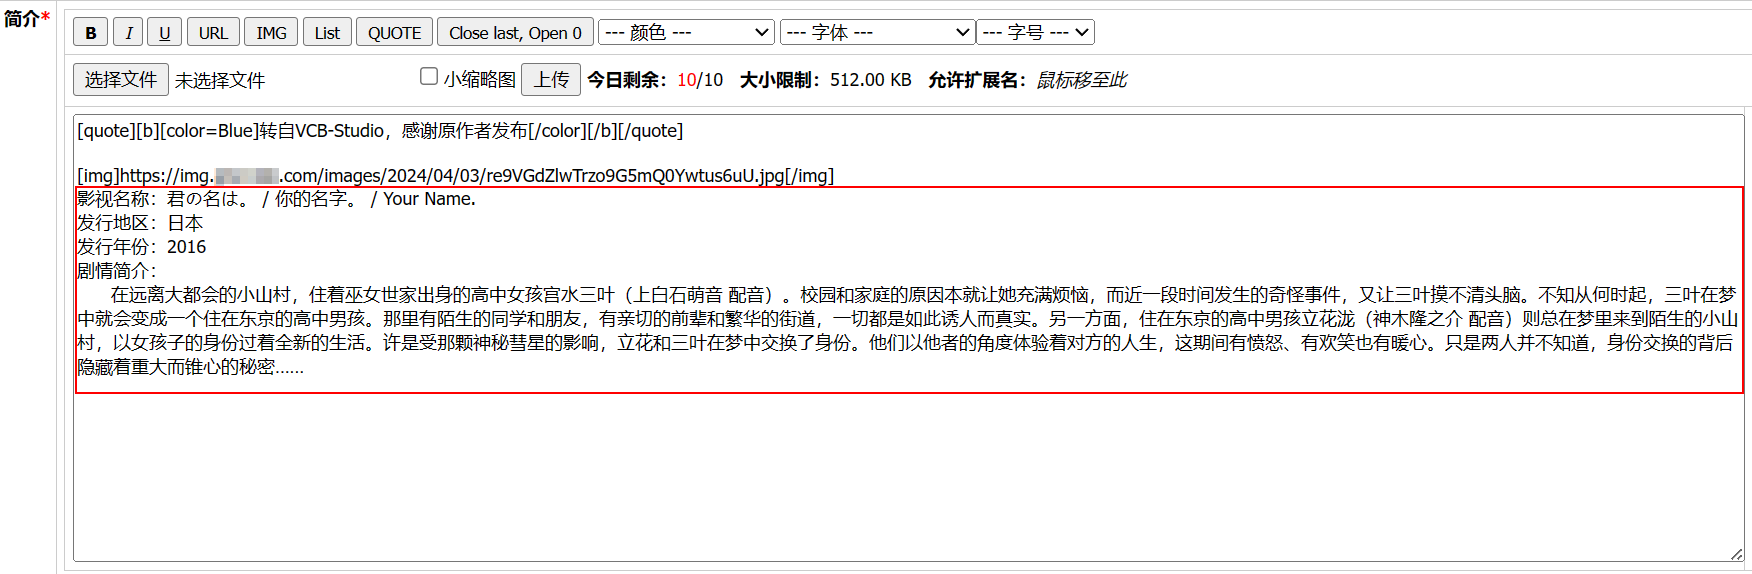 简介*
B I U URL IMG List QUOTE Close last, Open 0 --- 颜色 --- --- 字体 --- --- 字号 ---
选择文件 未选择文件 小缩略图 上传 今日剩余：10/10 大小限制：512.00 KB 允许扩展名：鼠标移至此
[quote][b][color=Blue]转自VCB-Studio，感谢原作者发布[/color][/b][/quote]
[img]https://img. .com/images/2024/04/03/re9VGdZlwTrzo9G5mQ0Ywtus6uU.jpg[/img]
影视名称：君の名は。 / 你的名字。 / Your Name.
发行地区：日本
发行年份：2016
剧情简介：
在远离大都会的小山村，住着巫女世家出身的高中女孩宫水三叶（上白石萌音 配音）。校园和家庭的原因本就让她充满烦恼，而近一段时间发生的奇怪事件，又让三叶摸不清头脑。不知从何时起，三叶在梦
中就会变成一个住在东京的高中男孩。那里有陌生的同学和朋友，有亲切的前辈和繁华的街道，一切都是如此诱人而真实。另一方面，住在东京的高中男孩立花泷（神木隆之介 配音）则总在梦里来到陌生的小山
村，以女孩子的身份过着全新的生活。许是受那颗神秘彗星的影响，立花和三叶在梦中交换了身份。他们以他者的角度体验着对方的人生，这期间有愤怒、有欢笑也有暖心。只是两人并不知道，身份交换的背后
隐藏着重大而锥心的秘密……